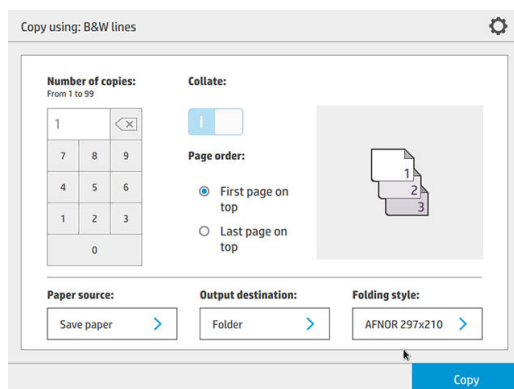 Copy using: B&W lines
Number of copies:
From 1 to 99
1
7 8 9
4 5 6
1 2 3
0
Collate:
Page order:
First page on
top
Last page on
top
1
2
3
Paper source:
Save paper
Output destination:
Folder
Folding style:
AFNOR 297x210
Copy